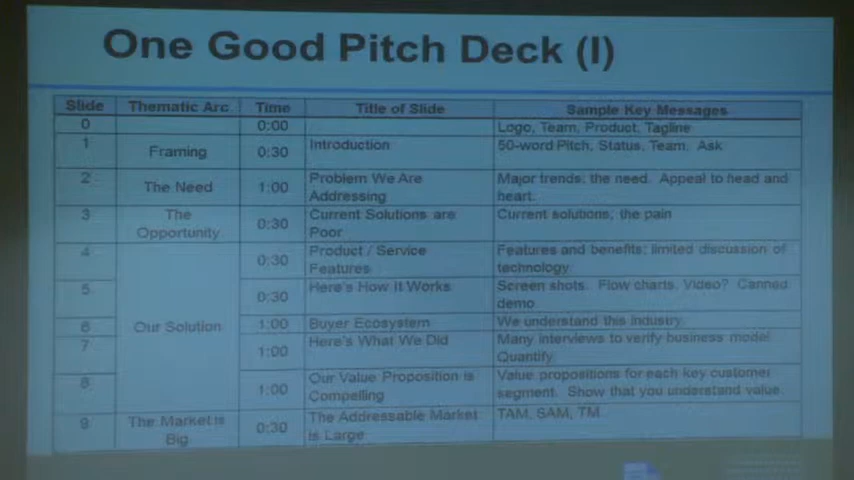 One Good Pitch Deck (I)
Slide Thematic Arc Time Title of Slide Sample Key Messages
0 0:00 Logo, Team, Product, Tagline
1 Framing 0:30 Introduction 50-word Pitch, Status, Team. Ask
2 The Need 1:00 Problem We Are Addressing Major trends: the need. Appeal to head and heart.
3 The Opportunity 0:30 Current Solutions are Poor Current solutions; the pain
4 Our Solution 0:30 Product / Service Features Features and benefits; limited discussion of technology
5 0:30 Here's How It Works Screen shots. Flow charts. Video? Canned demo.
6 1:00 Buyer Ecosystem We understand this industry.
7 1:00 Here's What We Did Many interviews to verify business model. Quantify
8 1:00 Our Value Proposition is Compelling Value propositions for each key customer segment. Show that you understand value.
9 The Market is Big 0:30 The Addressable Market is Large TAM, SAM, TM